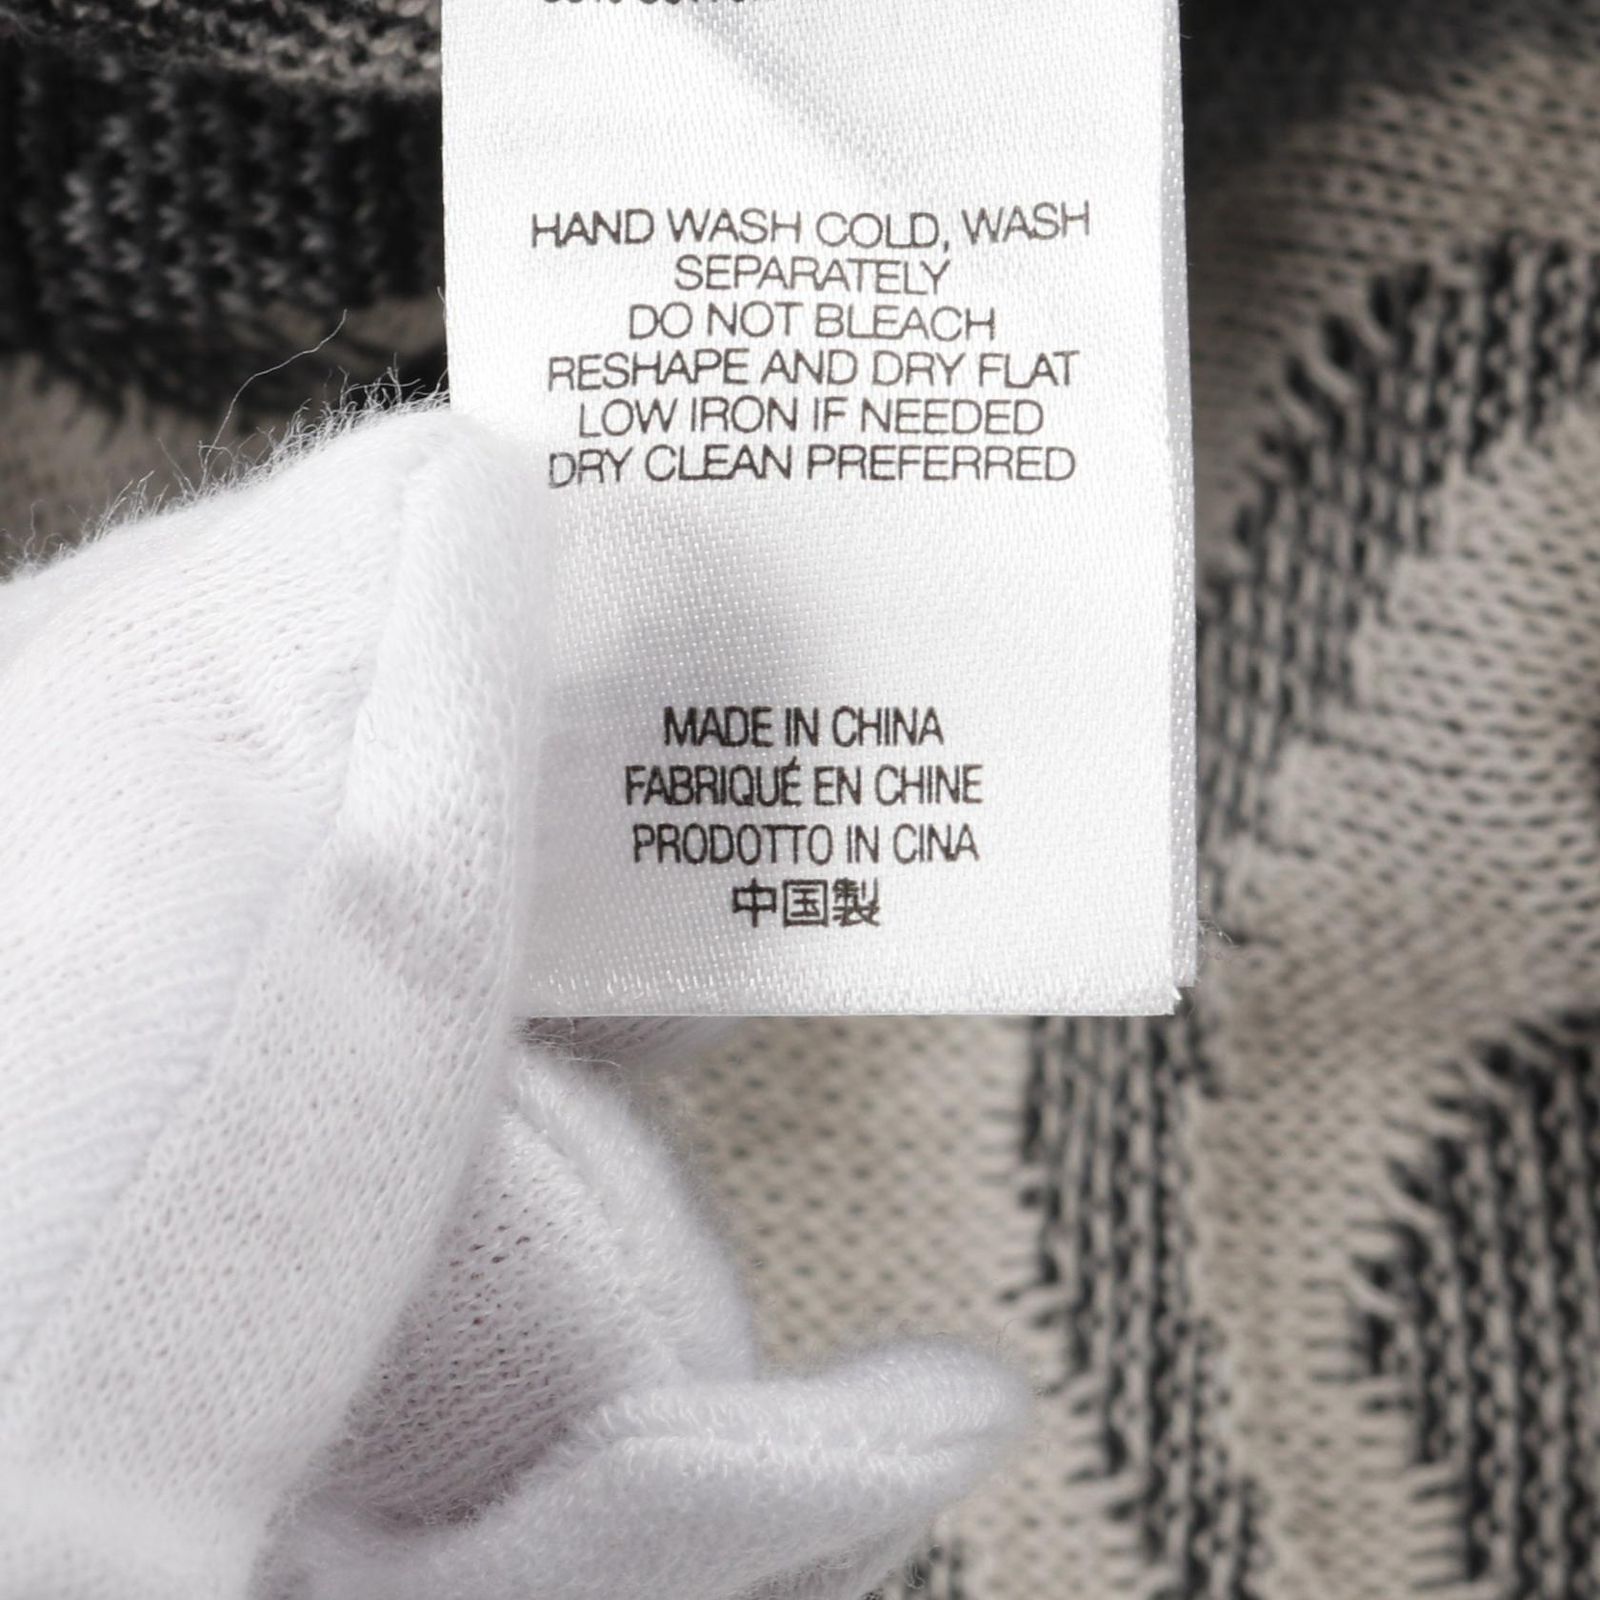 HAND WASH COLD, WASH
SEPARATELY
DO NOT BLEACH
RESHAPE AND DRY FLAT
LOW IRON IF NEEDED
DRY CLEAN PREFERRED
MADE IN CHINA
FABRIQUÉ EN CHINE
PRODOTTO IN CINA
中国製